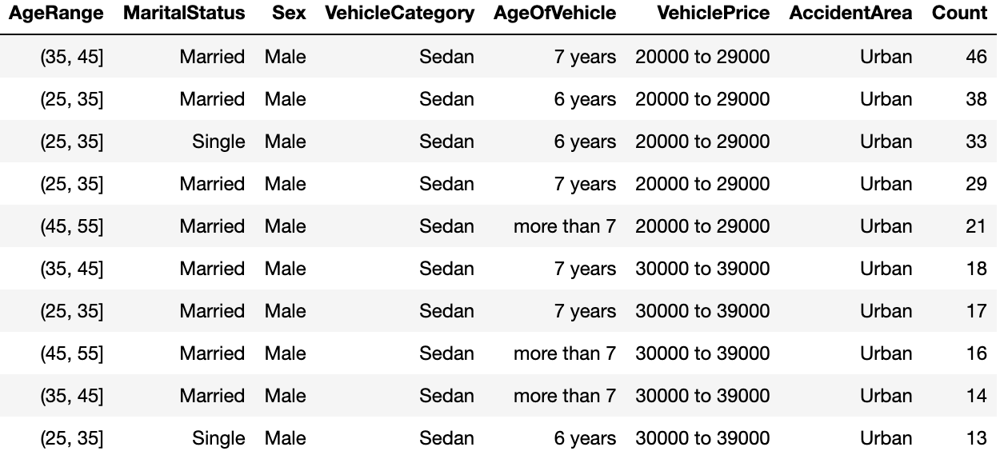 AgeRange MaritalStatus Sex VehicleCategory AgeOfVehicle VehiclePrice AccidentArea Count
(35, 45] Married Male Sedan 7 years 20000 to 29000 Urban 46
(25, 35] Married Male Sedan 6 years 20000 to 29000 Urban 38
(25, 35] Single Male Sedan 6 years 20000 to 29000 Urban 33
(25, 35] Married Male Sedan 7 years 20000 to 29000 Urban 29
(45, 55] Married Male Sedan more than 7 20000 to 29000 Urban 21
(35, 45] Married Male Sedan 7 years 30000 to 39000 Urban 18
(25, 35] Married Male Sedan 7 years 30000 to 39000 Urban 17
(45, 55] Married Male Sedan more than 7 30000 to 39000 Urban 16
(35, 45] Married Male Sedan more than 7 30000 to 39000 Urban 14
(25, 35] Single Male Sedan 6 years 30000 to 39000 Urban 13